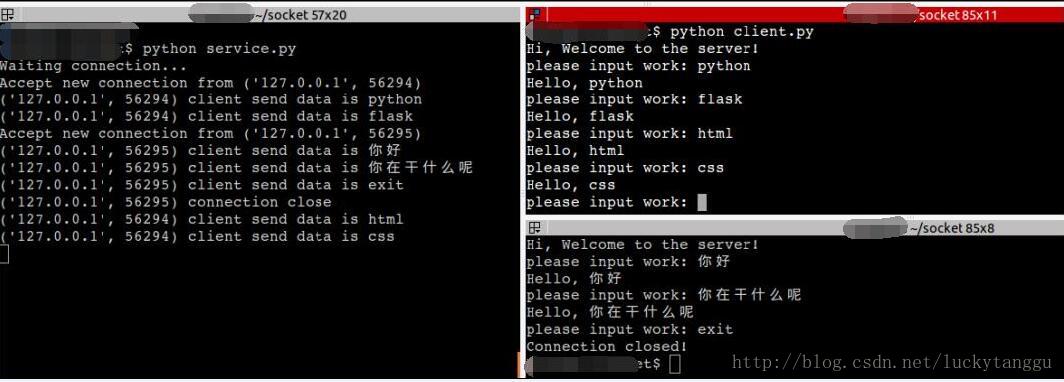 ~/socket 57x20
$ python service.py
Waiting connection...
Accept new connection from ('127.0.0.1', 56294)
('127.0.0.1', 56294) client send data is python
('127.0.0.1', 56294) client send data is flask
Accept new connection from ('127.0.0.1', 56295)
('127.0.0.1', 56295) client send data is 你好
('127.0.0.1', 56295) client send data is 你在干什么呢
('127.0.0.1', 56295) client send data is exit
('127.0.0.1', 56295) connection close
('127.0.0.1', 56294) client send data is html
('127.0.0.1', 56294) client send data is css
~/socket 85x11
$ python client.py
Hi, Welcome to the server!
please input work: python
Hello, python
please input work: flask
Hello, flask
please input work: html
Hello, html
please input work: css
Hello, css
please input work:
~/socket 85x8
Hi, Welcome to the server!
please input work: 你好
Hello, 你好
please input work: 你在干什么呢
Hello, 你在干什么呢
please input work: exit
Connection closed!
et$
http://blog.csdn.net/luckytanggu